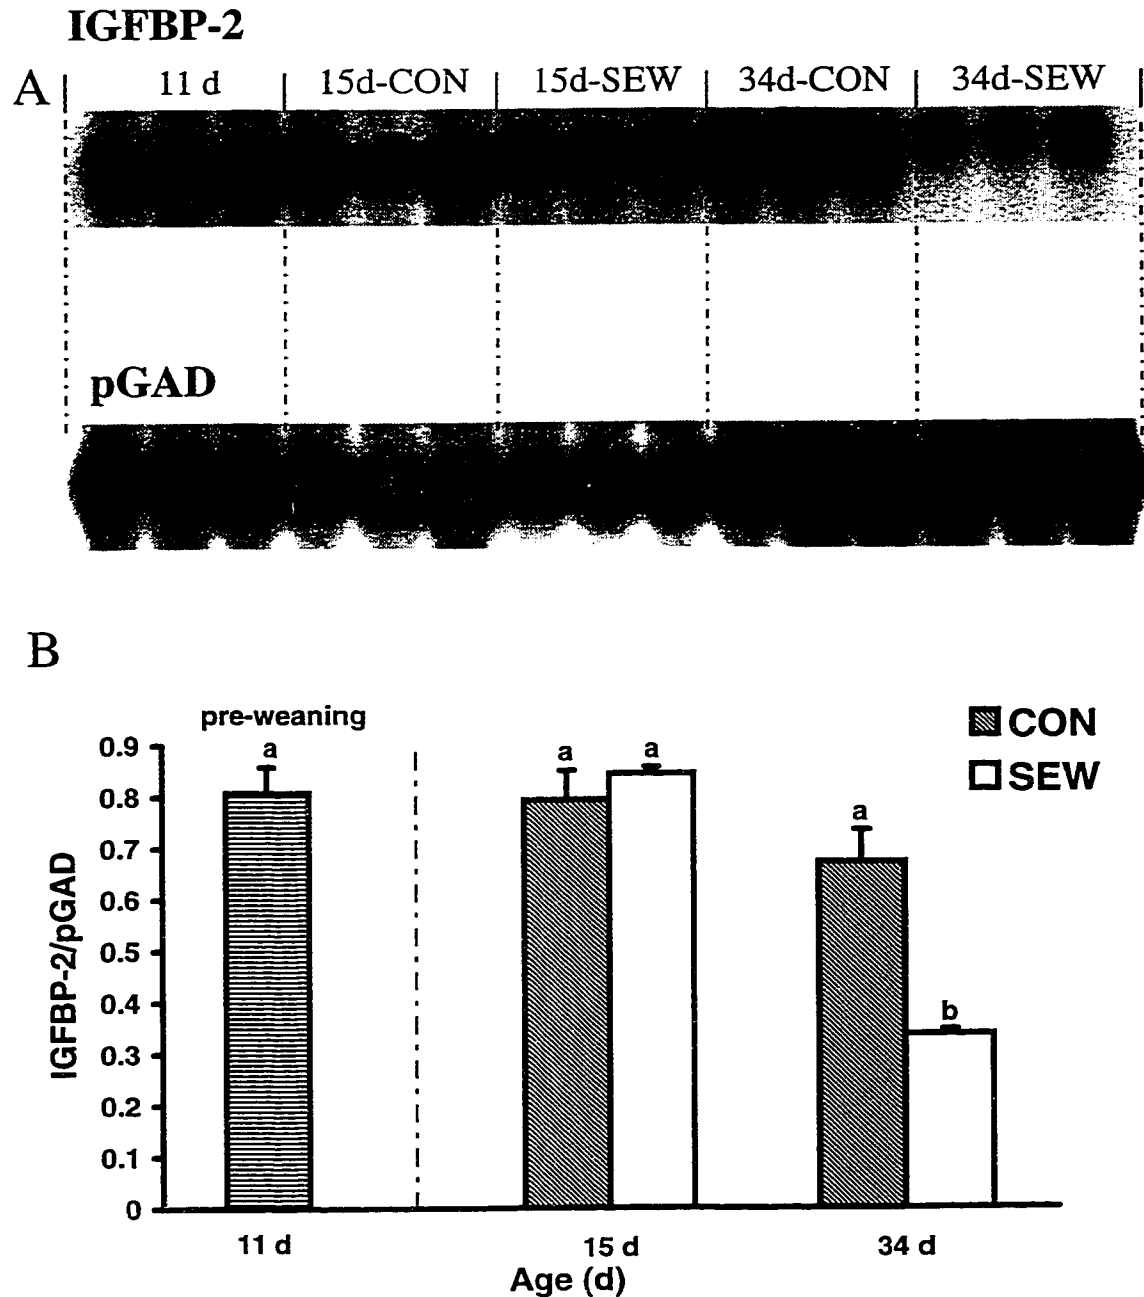 IGFBP-2
A
11 d 15d-CON 15d-SEW 34d-CON 34d-SEW
pGAD
B
pre-weaning
CON
SEW
a a a a b
0.9
0.8
0.7
0.6
0.5
0.4
0.3
0.2
0.1
0
IGFBP-2/pGAD
11 d 15 d 34 d
Age (d)